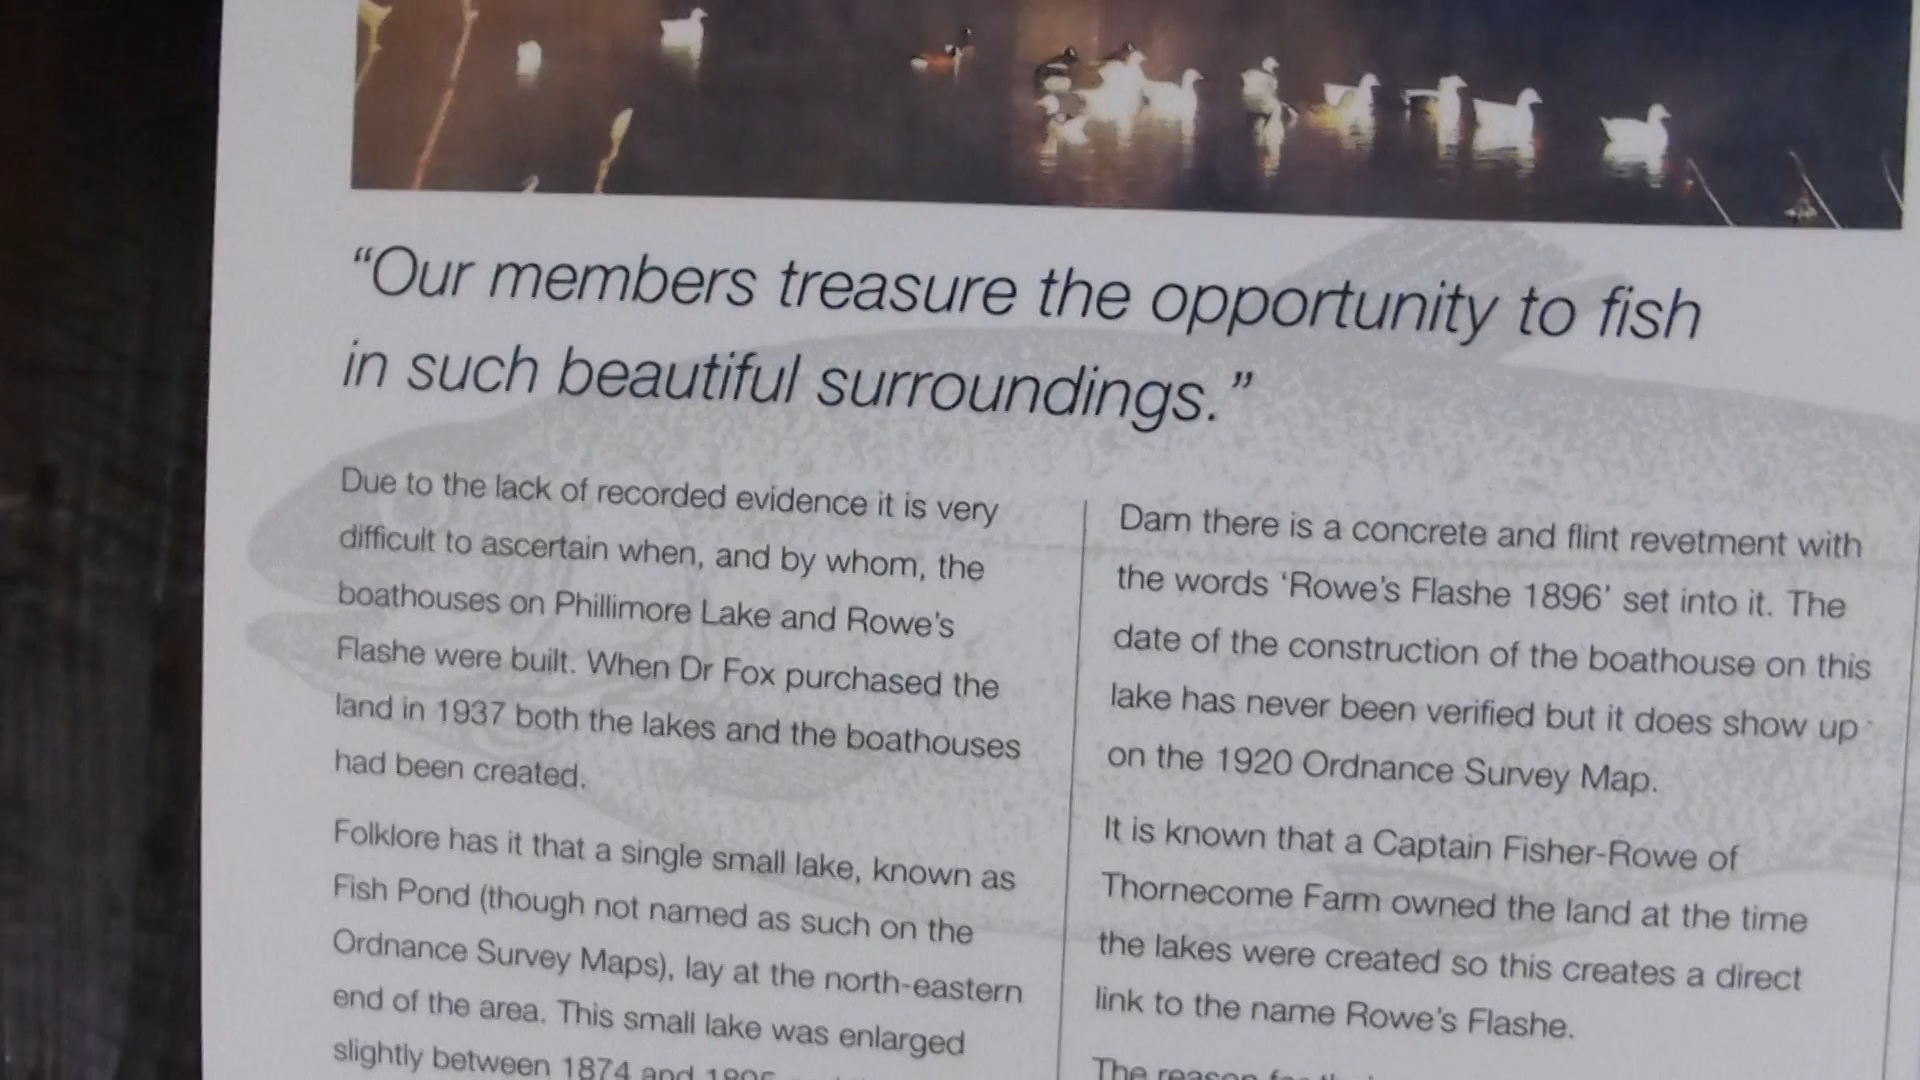 “Our members treasure the opportunity to fish
in such beautiful surroundings.”
Due to the lack of recorded evidence it is very
difficult to ascertain when, and by whom, the
boathouses on Phillimore Lake and Rowe’s
Flashe were built. When Dr Fox purchased the
land in 1937 both the lakes and the boathouses
had been created.
Folklore has it that a single small lake, known as
Fish Pond (though not named as such on the
Ordnance Survey Maps), lay at the north-eastern
end of the area. This small lake was enlarged
slightly between 1874 and
Dam there is a concrete and flint revetment with
the words ‘Rowe’s Flashe 1896’ set into it. The
date of the construction of the boathouse on this
lake has never been verified but it does show up
on the 1920 Ordnance Survey Map.
It is known that a Captain Fisher-Rowe of
Thornecome Farm owned the land at the time
the lakes were created so this creates a direct
link to the name Rowe’s Flashe.
The reason